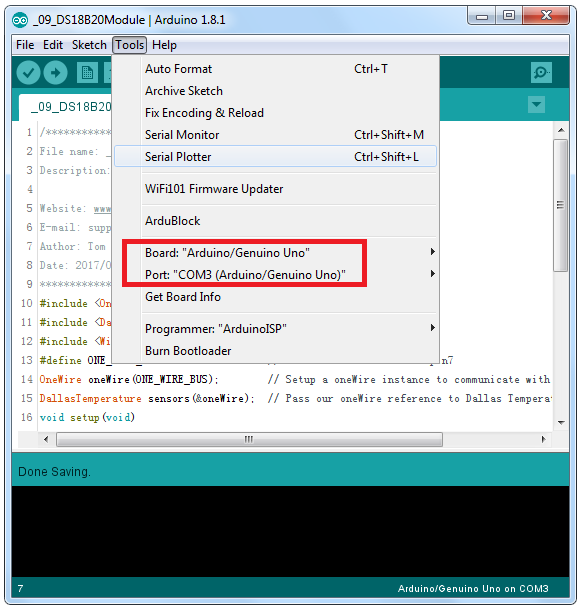 _09_DS18B20Module | Arduino 1.8.1
File Edit Sketch Tools Help
_09_DS18B20
Auto Format Ctrl+T
Archive Sketch
Fix Encoding & Reload
Serial Monitor Ctrl+Shift+M
Serial Plotter Ctrl+Shift+L
WiFi101 Firmware Updater
ArduBlock
Board: "Arduino/Genuino Uno"
Port: "COM3 (Arduino/Genuino Uno)"
Get Board Info
Programmer: "ArduinoISP"
Burn Bootloader
1 /************
2 File name: _
3 Description:
4
5 Website: www
6 E-mail: supp
7 Author: Tom
8 Date: 2017/0
9 ************
10 #include <On
11 #include <Da
12 #include <Wi
13 #define ONE_ pin7
14 OneWire oneWire(ONE_WIRE_BUS); // Setup a oneWire instance to communicate with
15 DallasTemperature sensors(&oneWire); // Pass our oneWire reference to Dallas Tempera
16 void setup(void)
Done Saving.
7 Arduino/Genuino Uno on COM3